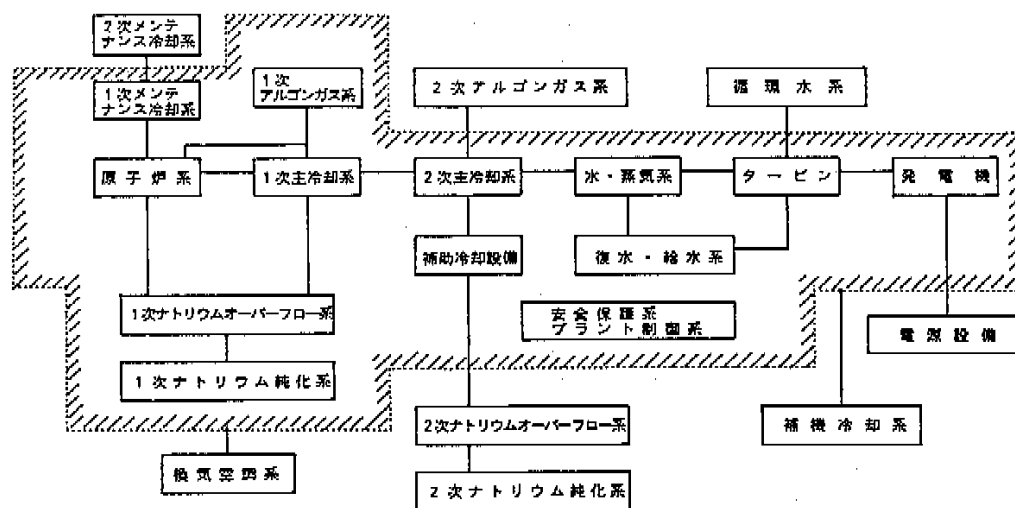 2次メンテ
ナンス冷却系
1次メンテ
ナンス冷却系
1次
アルゴンガス系
2次アルゴンガス系
循環水系
原子炉系
1次主冷却系
2次主冷却系
水・蒸気系
タービン
発電機
補助冷却設備
復水・給水系
1次ナトリウムオーバーフロー系
安全保護系
プラント制御系
電源設備
1次ナトリウム純化系
2次ナトリウムオーバーフロー系
補機冷却系
換気空調系
2次ナトリウム純化系